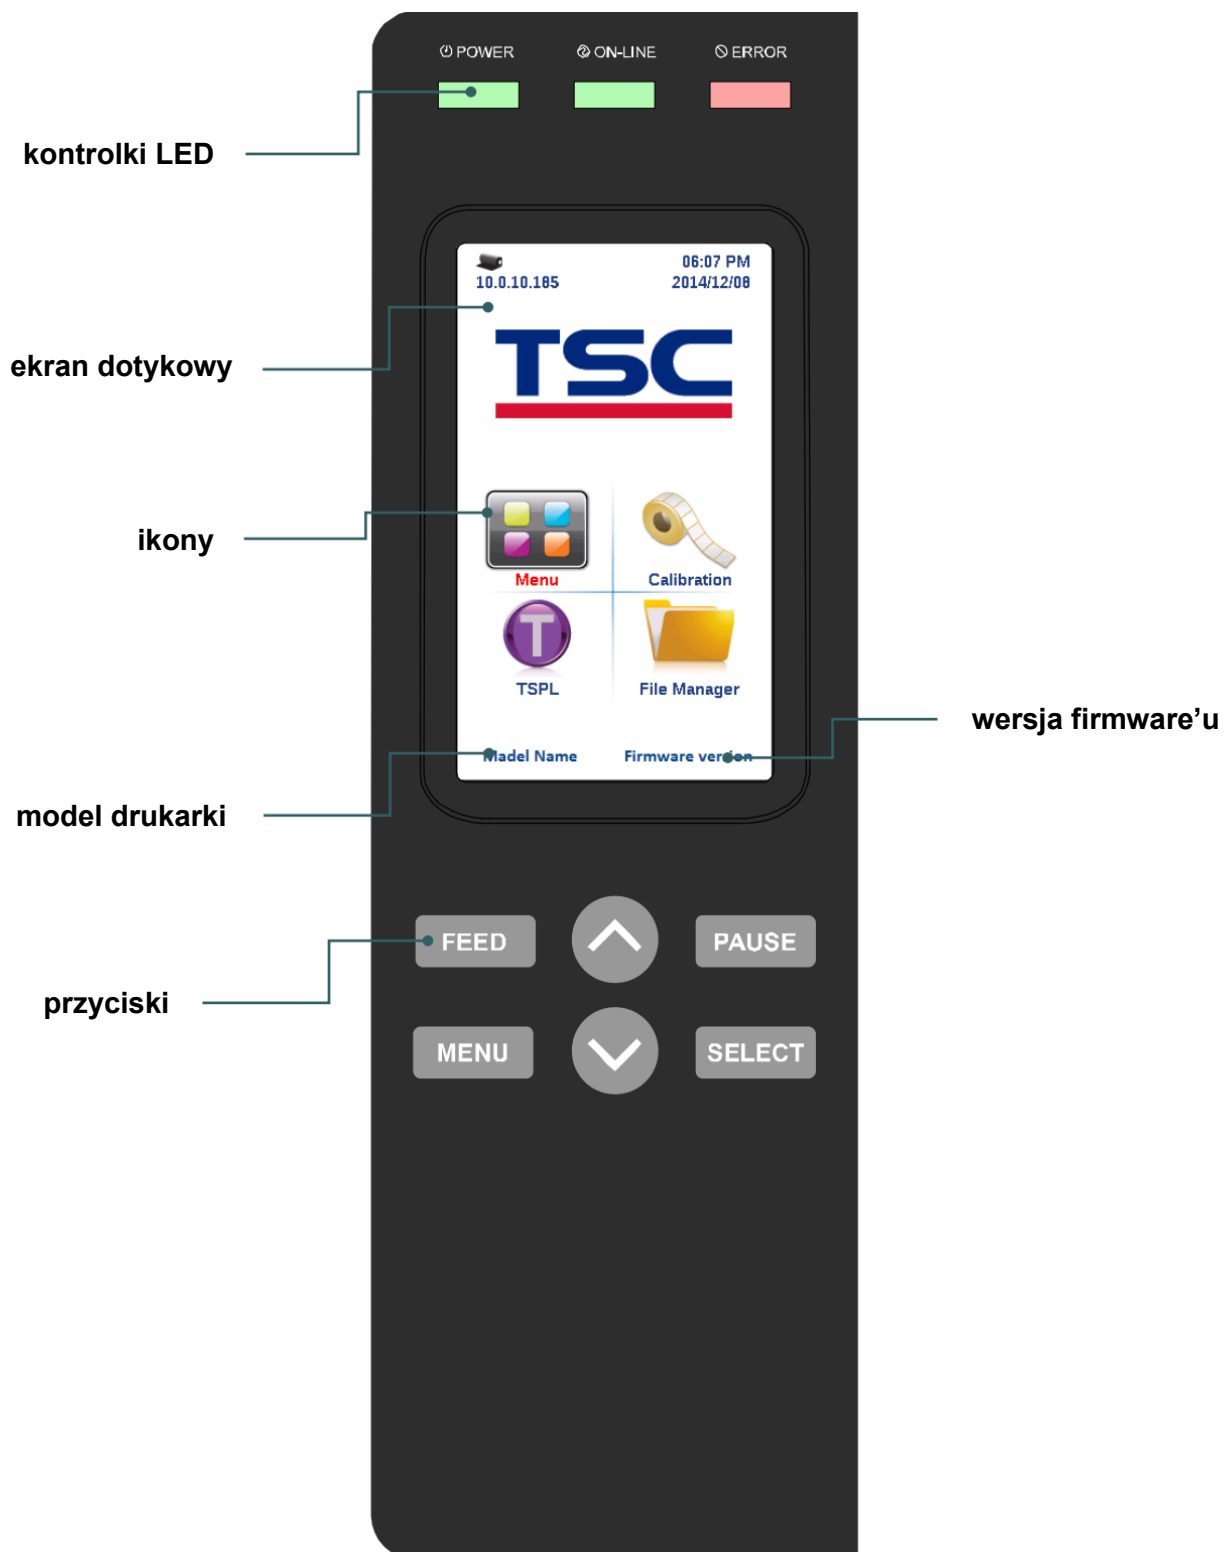 POWER ON-LINE ERROR
kontrolki LED
06:07 PM
10.0.10.185 2014/12/08
TSC
ekran dotykowy
ikony
Menu Calibration
TSPL File Manager
wersja firmware’u
Madel Name Firmware version
model drukarki
FEED PAUSE
przyciski
MENU SELECT